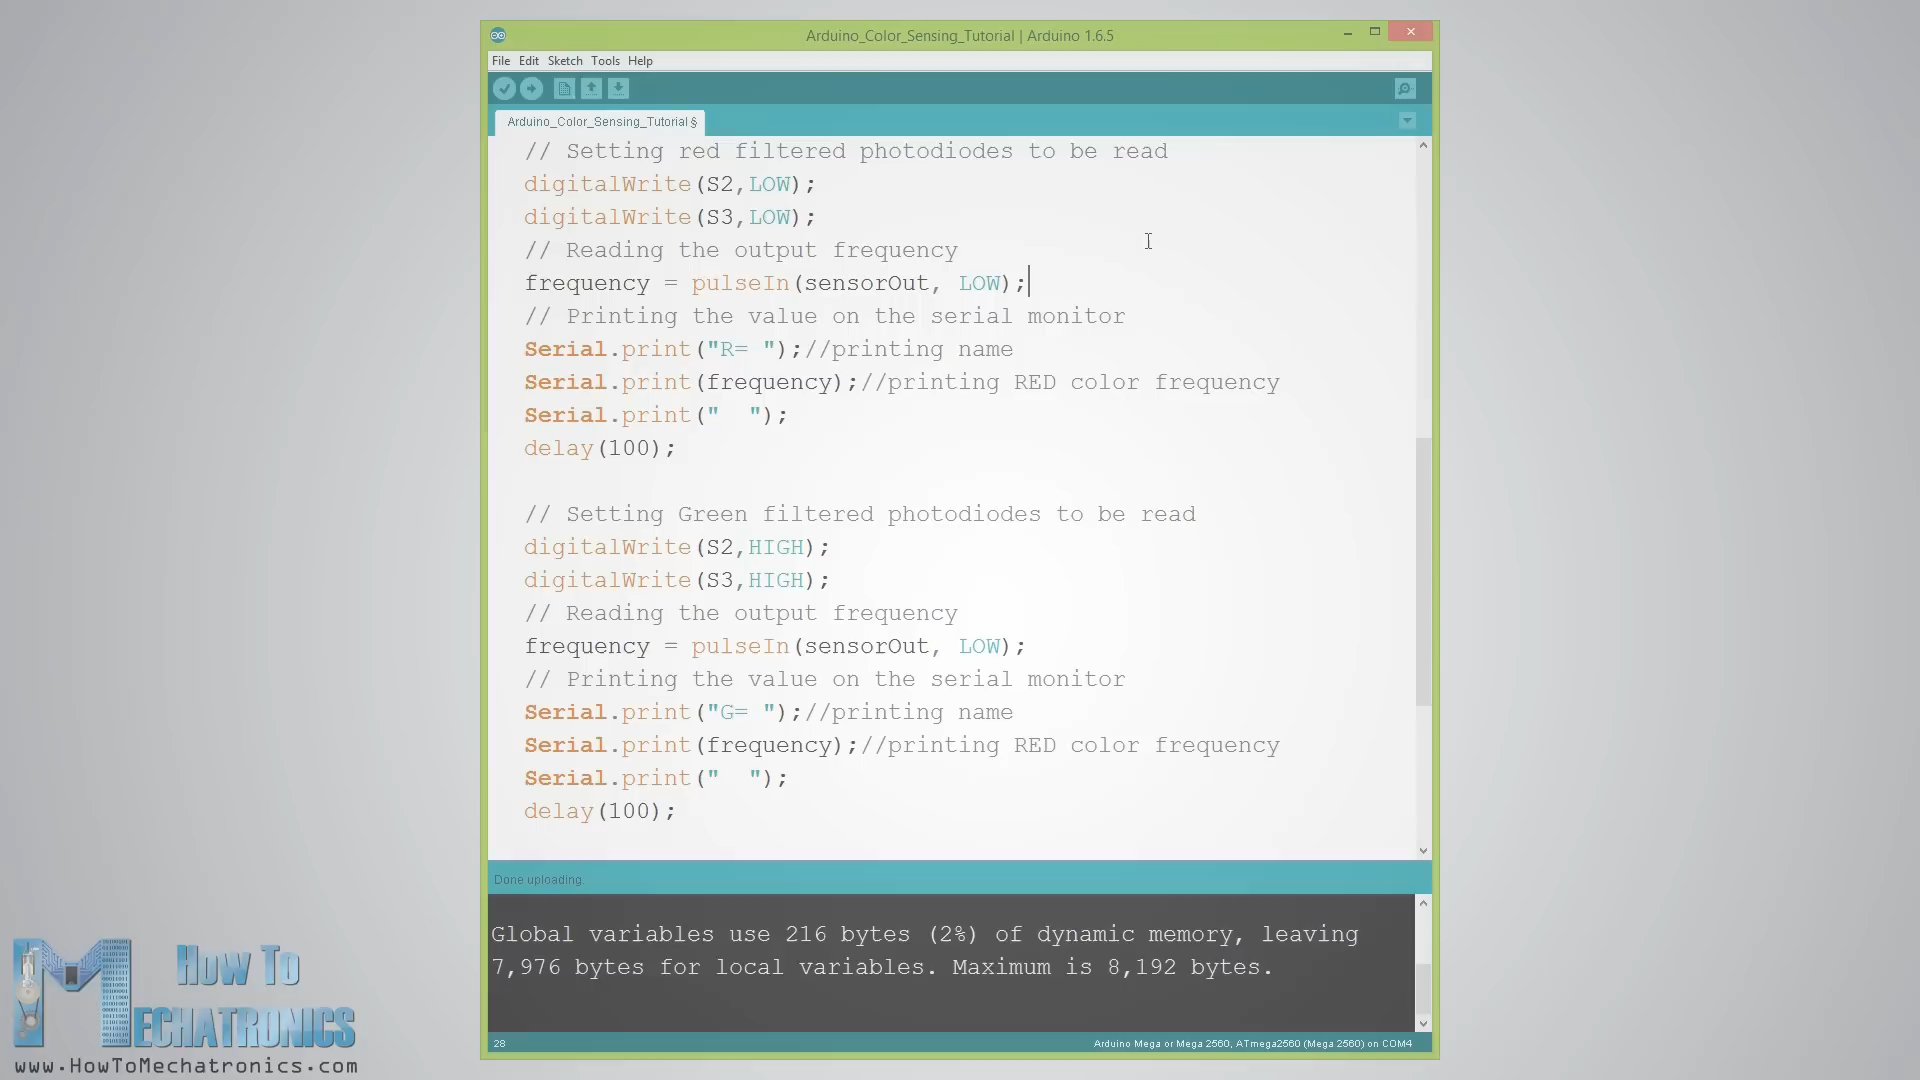 Arduino_Color_Sensing_Tutorial | Arduino 1.6.5
File Edit Sketch Tools Help
Arduino_Color_Sensing_Tutorial §
// Setting red filtered photodiodes to be read
digitalWrite(S2,LOW);
digitalWrite(S3,LOW);
// Reading the output frequency
frequency = pulseIn(sensorOut, LOW);
// Printing the value on the serial monitor
Serial.print("R= ");//printing name
Serial.print(frequency);//printing RED color frequency
Serial.print("  ");
delay(100);
// Setting Green filtered photodiodes to be read
digitalWrite(S2,HIGH);
digitalWrite(S3,HIGH);
// Reading the output frequency
frequency = pulseIn(sensorOut, LOW);
// Printing the value on the serial monitor
Serial.print("G= ");//printing name
Serial.print(frequency);//printing RED color frequency
Serial.print("  ");
delay(100);
Done uploading.
Global variables use 216 bytes (2%) of dynamic memory, leaving
7,976 bytes for local variables. Maximum is 8,192 bytes.
28
Arduino Mega or Mega 2560, ATmega2560 (Mega 2560) on COM4
How To
MECHATRONICS
www.HowToMechatronics.com